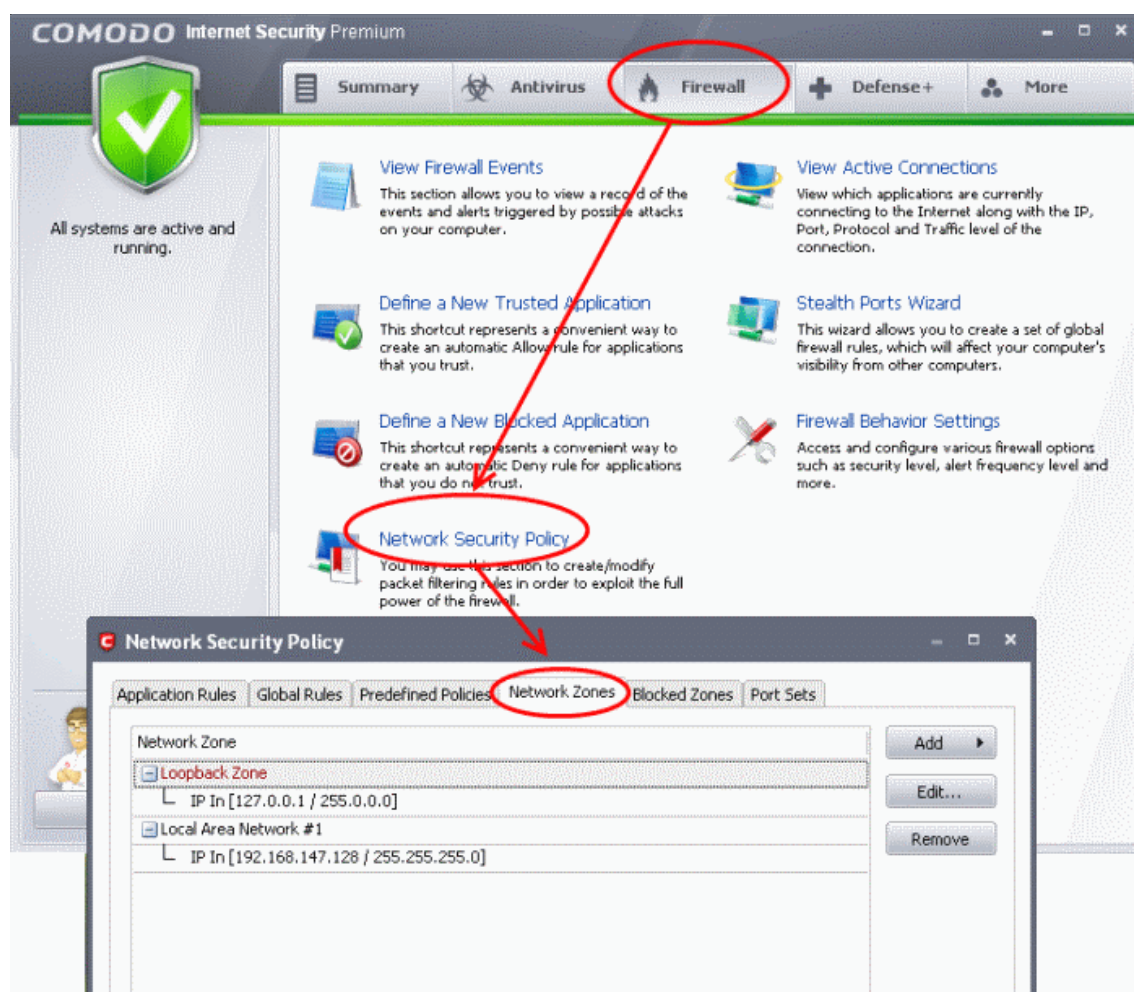 COMODO Internet Security Premium
Summary
Antivirus
Firewall
Defense+
More
All systems are active and
running.
View Firewall Events
This section allows you to view a record of the
events and alerts triggered by possible attacks
on your computer.
View Active Connections
View which applications are currently
connecting to the Internet along with the IP,
Port, Protocol and Traffic level of the
connection.
Define a New Trusted Application
This shortcut represents a convenient way to
create an automatic Allow rule for applications
that you trust.
Stealth Ports Wizard
This wizard allows you to create a set of global
firewall rules, which will affect your computer's
visibility from other computers.
Define a New Blocked Application
This shortcut represents a convenient way to
create an automatic Deny rule for applications
that you do not trust.
Firewall Behavior Settings
Access and configure various firewall options
such as security level, alert frequency level and
more.
Network Security Policy
You may use this section to create/modify
packet filtering rules in order to exploit the full
power of the firewall.
Network Security Policy
Application Rules
Global Rules
Predefined Policies
Network Zones
Blocked Zones
Port Sets
Network Zone
Loopback Zone
IP In [127.0.0.1 / 255.0.0.0]
Local Area Network #1
IP In [192.168.147.128 / 255.255.255.0]
Add
Edit...
Remove